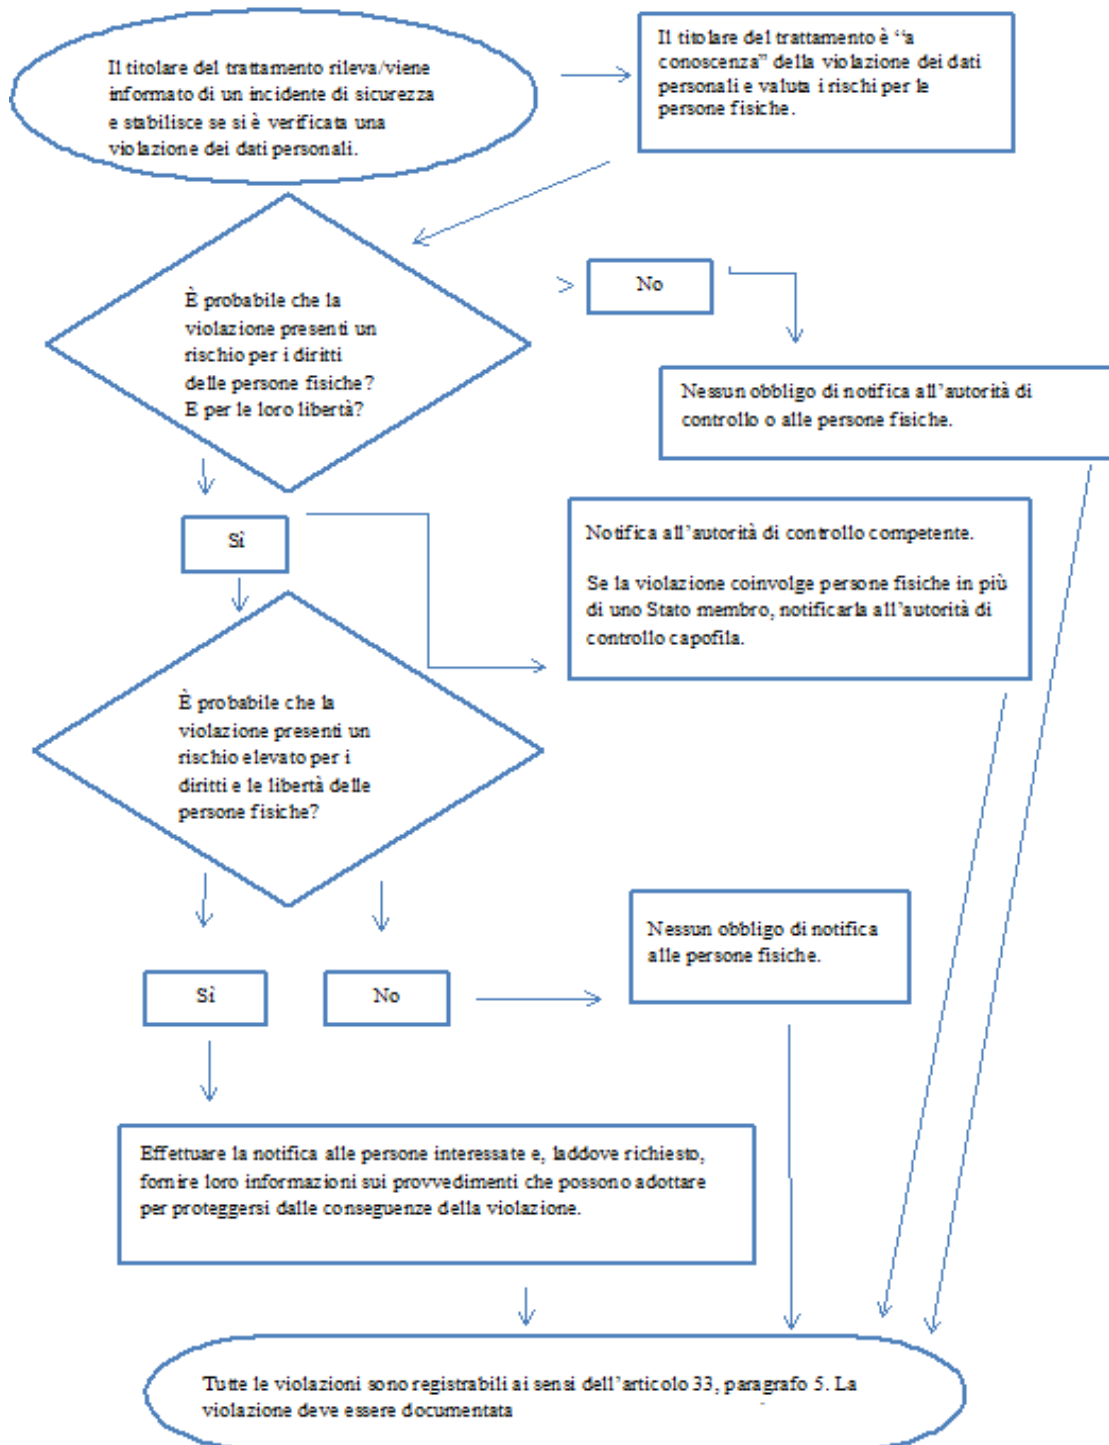 Il titolare del trattamento rileva/viene
informato di un incidente di sicurezza
e stabilisce se si è verificata una
violazione dei dati personali.
Il titolare del trattamento è “a
conoscenza” della violazione dei dati
personali e valuta i rischi per le
persone fisiche.
È probabile che la
violazione presenti un
rischio per i diritti
delle persone fisiche?
E per le loro libertà?
No
Nessun obbligo di notifica all’autorità di
controllo o alle persone fisiche.
Sì
Notifica all’autorità di controllo competente.
Se la violazione coinvolge persone fisiche in più
di uno Stato membro, notificarla all’autorità di
controllo capofila.
È probabile che la
violazione presenti un
rischio elevato per i
diritti e le libertà delle
persone fisiche?
Sì
No
Nessun obbligo di notifica
alle persone fisiche.
Effettuare la notifica alle persone interessate e, laddove richiesto,
fornire loro informazioni sui provvedimenti che possono adottare
per proteggersi dalle conseguenze della violazione.
Tutte le violazioni sono registrabili ai sensi dell’articolo 33, paragrafo 5. La
violazione deve essere documentata